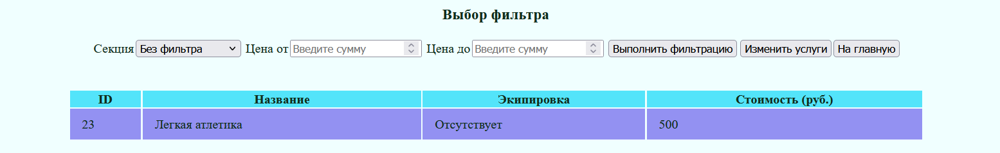 Выбор фильтра
Секция Без фильтра Цена от Введите сумму Цена до Введите сумму Выполнить фильтрацию Изменить услуги На главную
ID Название Экипировка Стоимость (руб.)
23 Легкая атлетика Отсутствует 500